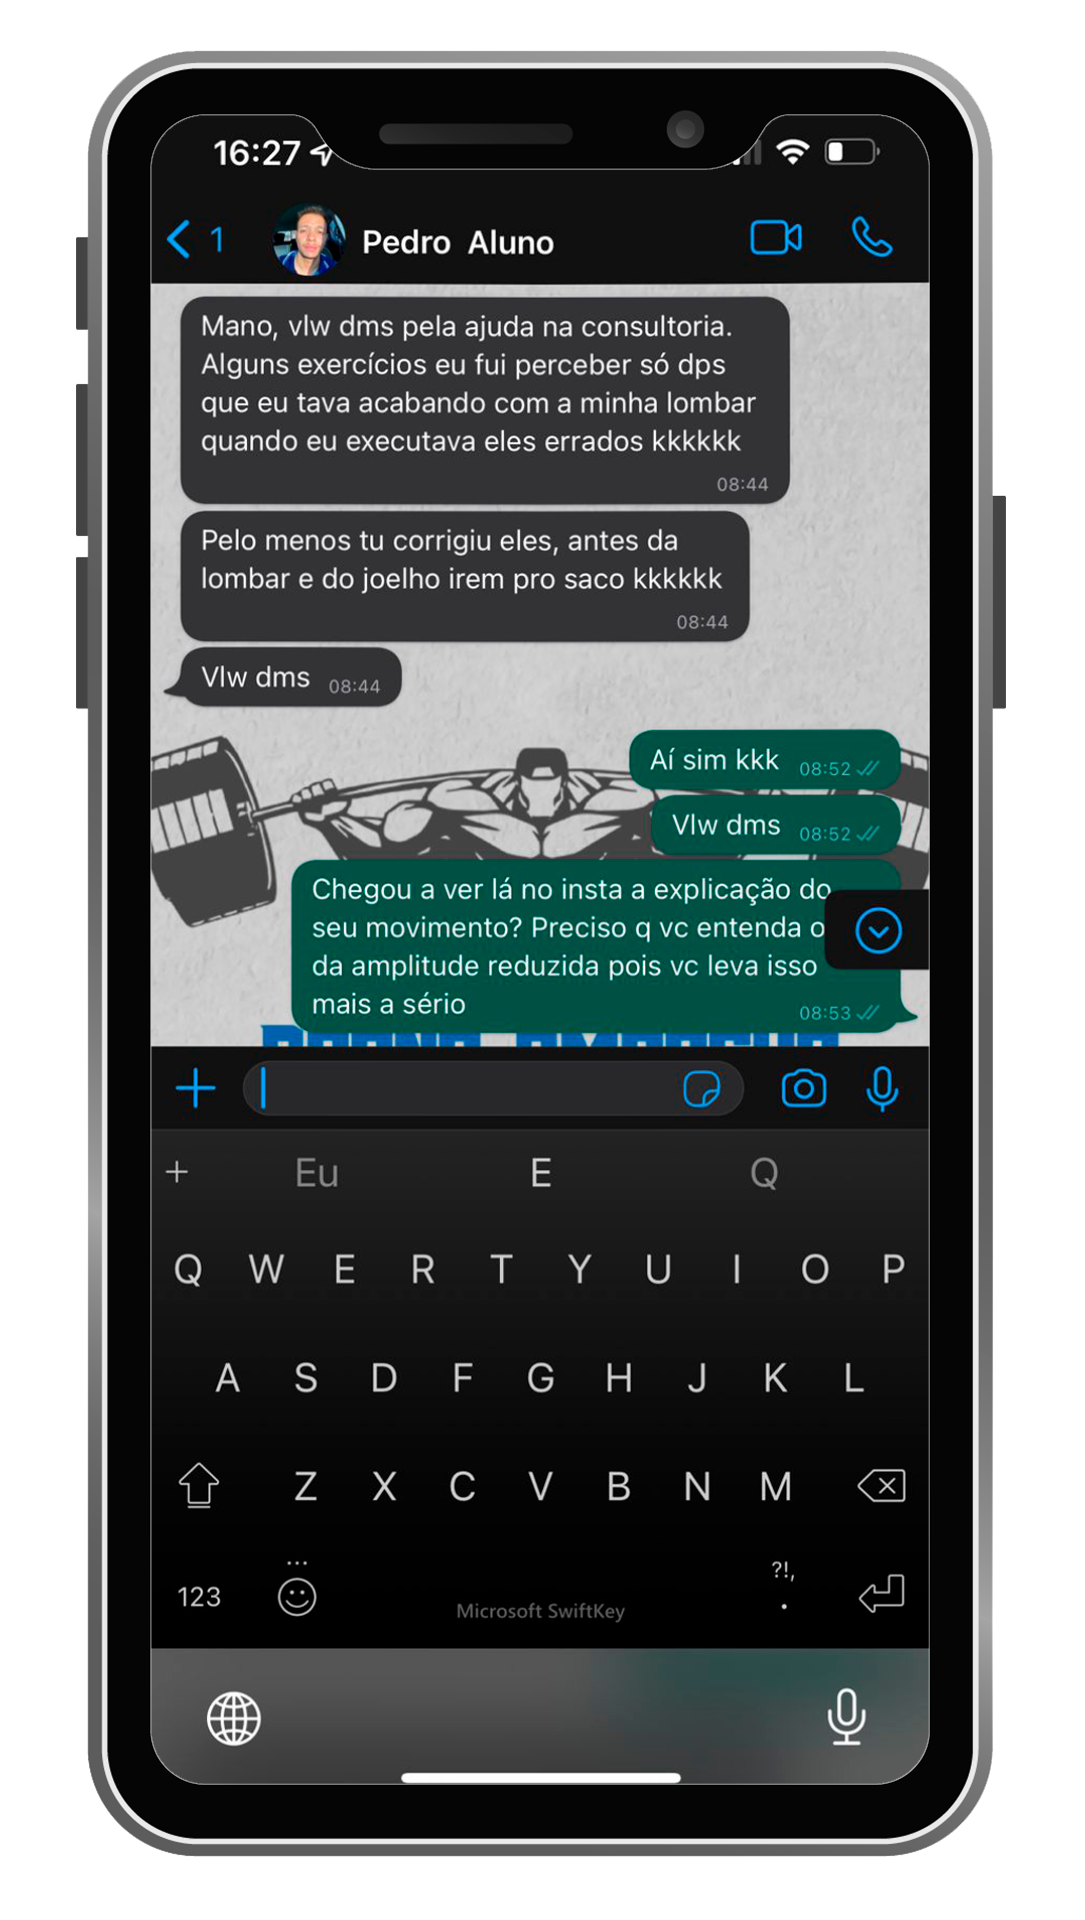 16:27
1
Pedro Aluno
Mano, vlw dms pela ajuda na consultoria.
Alguns exercícios eu fui perceber só dps
que eu tava acabando com a minha lombar
quando eu executava eles errados kkkkkk
08:44
Pelo menos tu corrigiu eles, antes da
lombar e do joelho irem pro saco kkkkkk
08:44
Vlw dms 08:44
Aí sim kkk 08:52
Vlw dms 08:52
Chegou a ver lá no insta a explicação do
seu movimento? Preciso q vc entenda o
da amplitude reduzida pois vc leva isso
mais a sério
08:53
+ Eu E Q
Q W E R T Y U I O P
A S D F G H J K L
Z X C V B N M
?!,
123 Microsoft SwiftKey .